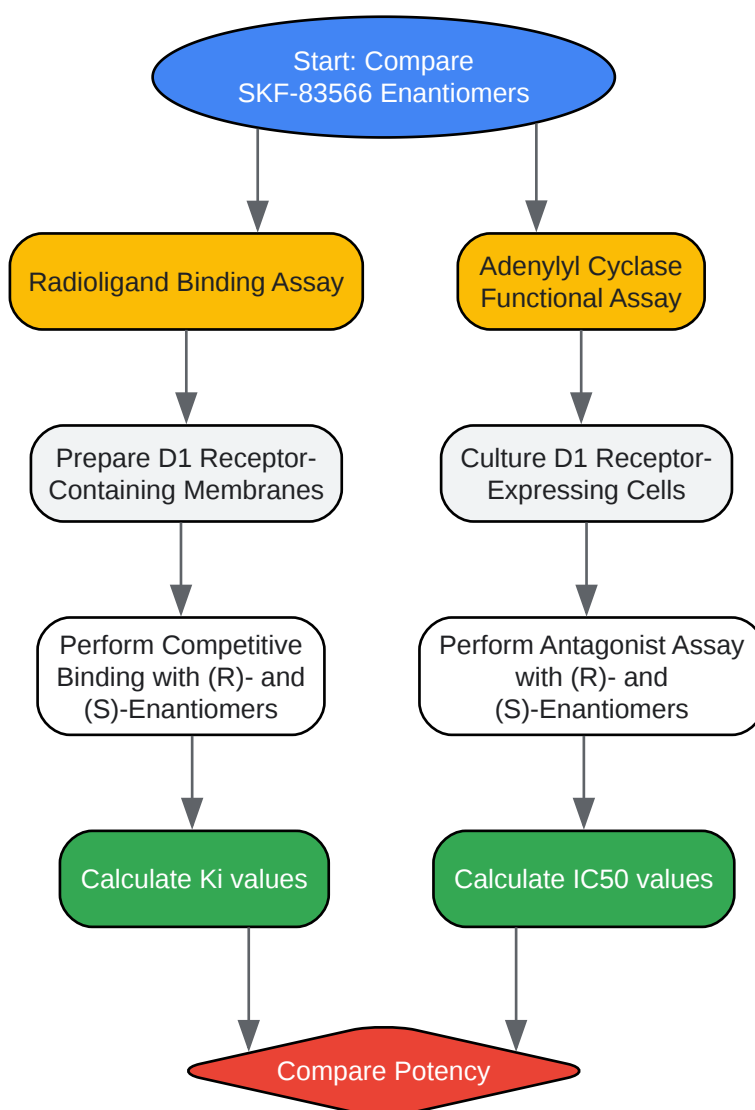 Start: Compare
SKF-83566 Enantiomers
Radioligand Binding Assay
Adenylyl Cyclase
Functional Assay
Prepare D1 Receptor-
Containing Membranes
Culture D1 Receptor-
Expressing Cells
Perform Competitive
Binding with (R)- and
(S)-Enantiomers
Perform Antagonist Assay
with (R)- and
(S)-Enantiomers
Calculate Ki values
Calculate IC50 values
Compare Potency